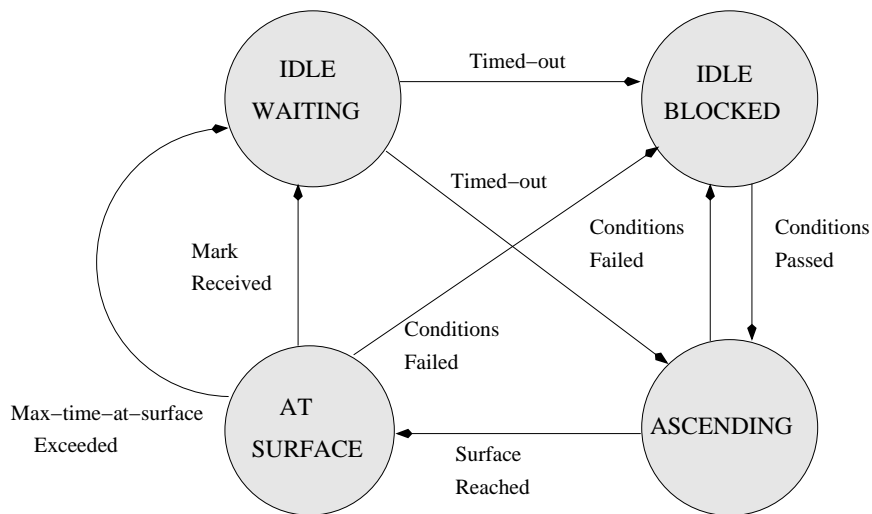 IDLE
WAITING
Timed−out
IDLE
BLOCKED
Timed−out
Mark
Received
Conditions
Failed
Conditions
Passed
Conditions
Failed
Max−time−at−surface
Exceeded
AT
SURFACE
Surface
Reached
ASCENDING